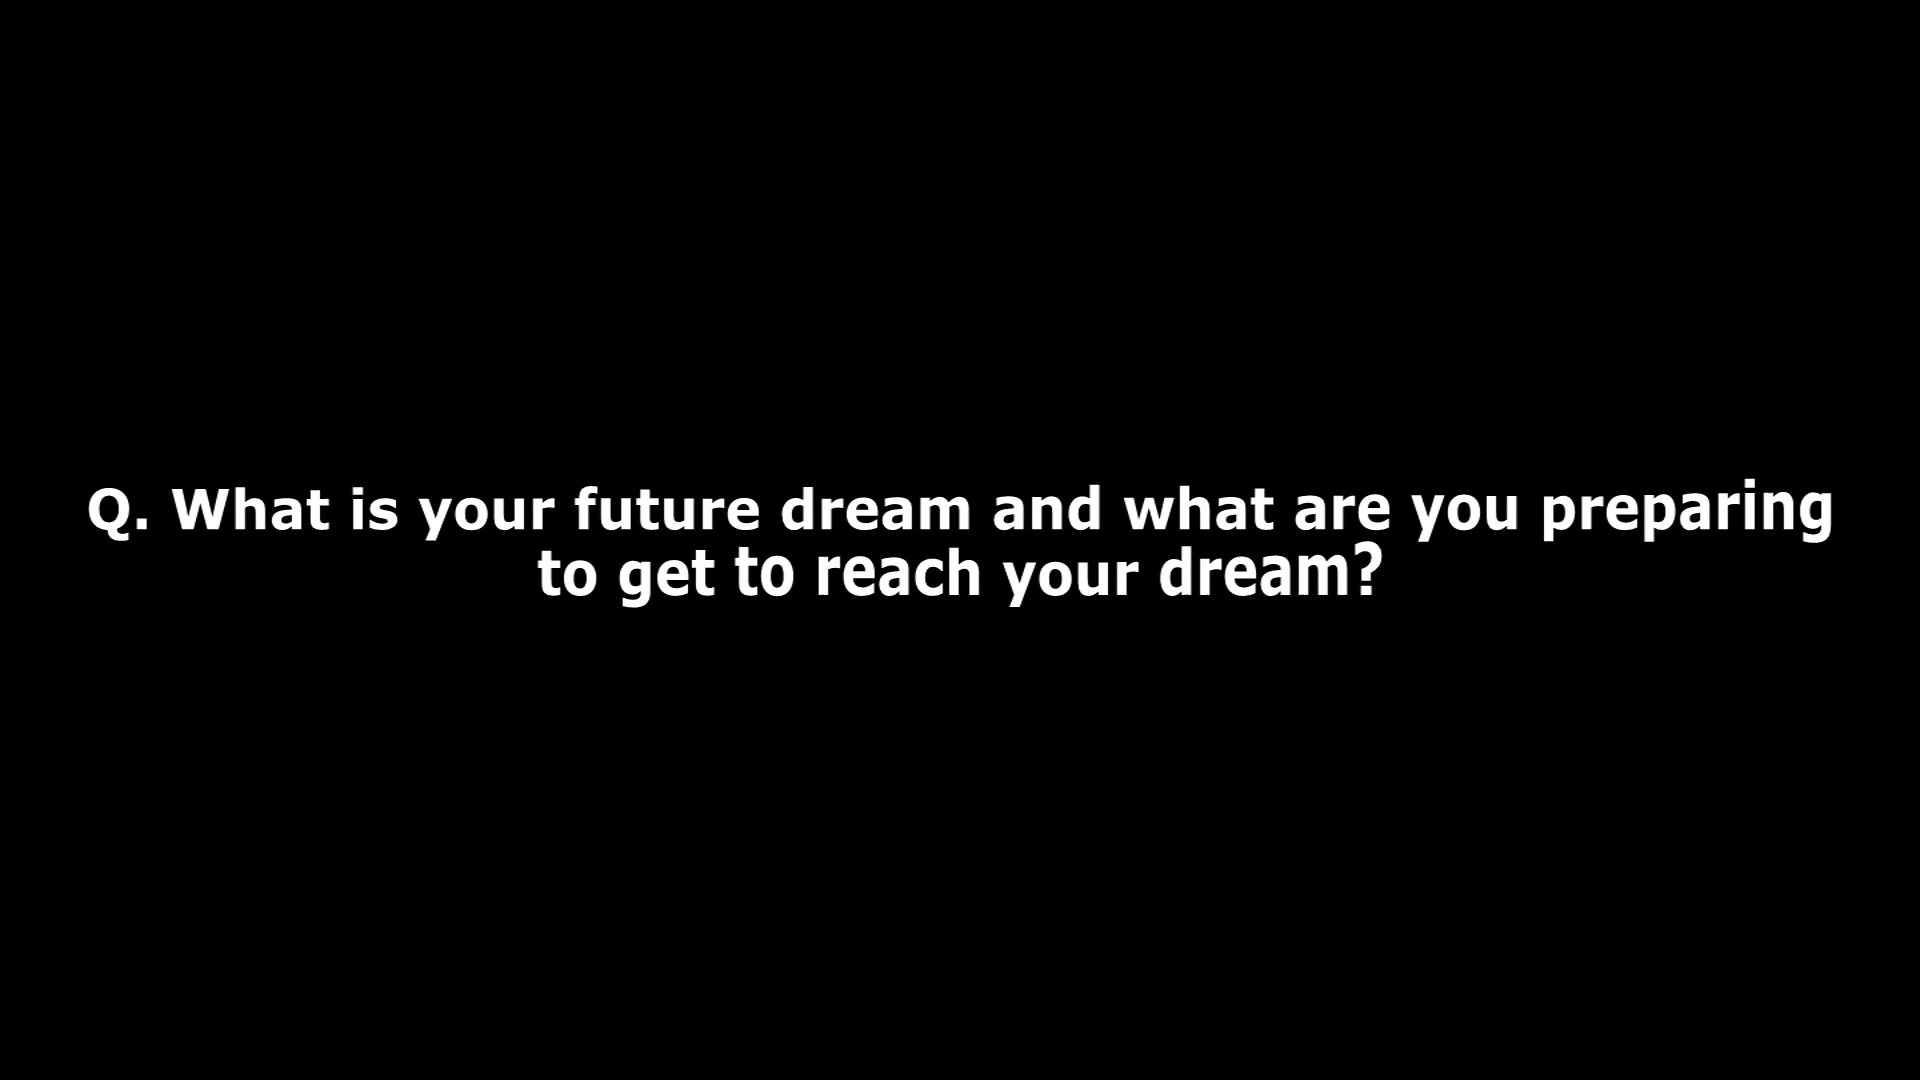 Q. What is your future dream and what are you preparing
to get to reach your dream?